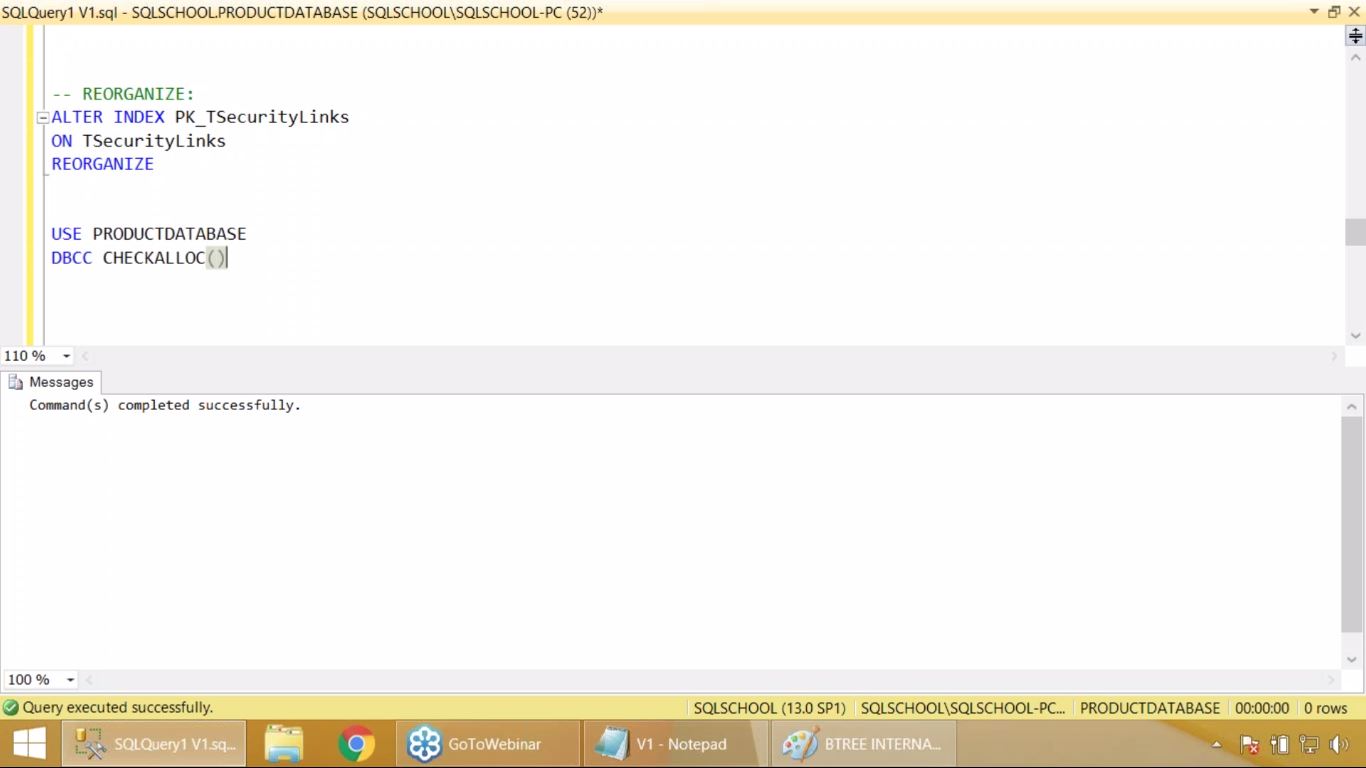 SQLQuery1 V1.sql - SQLSCHOOL.PRODUCTDATABASE (SQLSCHOOL\SQLSCHOOL-PC (52))*
-- REORGANIZE:
ALTER INDEX PK_TSecurityLinks
ON TSecurityLinks
REORGANIZE
USE PRODUCTDATABASE
DBCC CHECKALLOC()
110 %
Messages
Command(s) completed successfully.
100 %
Query executed successfully. SQLSCHOOL (13.0 SP1) SQLSCHOOL\SQLSCHOOL-PC... PRODUCTDATABASE 00:00:00 0 rows
SQLQuery1 V1.sq... GoToWebinar V1 - Notepad BTREE INTERNA...